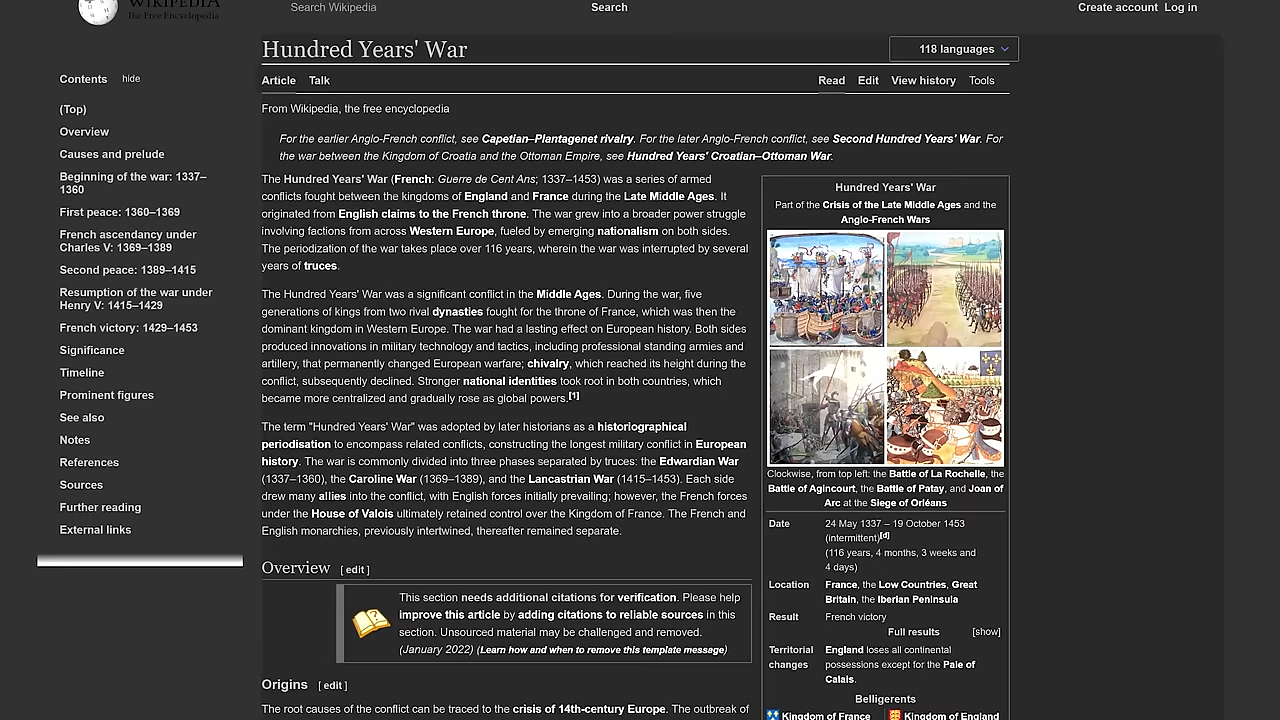 WIKIPEDIA
The Free Encyclopedia
Search Wikipedia
Search
Create account Log in
Hundred Years' War
118 languages
Contents hide
(Top)
Overview
Causes and prelude
Beginning of the war: 1337–
1360
First peace: 1360–1369
French ascendancy under
Charles V: 1369–1389
Second peace: 1389–1415
Resumption of the war under
Henry V: 1415–1429
French victory: 1429–1453
Significance
Timeline
Prominent figures
See also
Notes
References
Sources
Further reading
External links
Article Talk
Read Edit View history Tools
From Wikipedia, the free encyclopedia
For the earlier Anglo-French conflict, see Capetian–Plantagenet rivalry. For the later Anglo-French conflict, see Second Hundred Years' War. For
the war between the Kingdom of Croatia and the Ottoman Empire, see Hundred Years' Croatian–Ottoman War.
The Hundred Years' War (French: Guerre de Cent Ans; 1337–1453) was a series of armed
conflicts fought between the kingdoms of England and France during the Late Middle Ages. It
originated from English claims to the French throne. The war grew into a broader power struggle
involving factions from across Western Europe, fueled by emerging nationalism on both sides.
The periodization of the war takes place over 116 years, wherein the war was interrupted by several
years of truces.
The Hundred Years' War was a significant conflict in the Middle Ages. During the war, five
generations of kings from two rival dynasties fought for the throne of France, which was then the
dominant kingdom in Western Europe. The war had a lasting effect on European history. Both sides
produced innovations in military technology and tactics, including professional standing armies and
artillery, that permanently changed European warfare; chivalry, which reached its height during the
conflict, subsequently declined. Stronger national identities took root in both countries, which
became more centralized and gradually rose as global powers.[1]
The term "Hundred Years' War" was adopted by later historians as a historiographical
periodisation to encompass related conflicts, constructing the longest military conflict in European
history. The war is commonly divided into three phases separated by truces: the Edwardian War
(1337–1360), the Caroline War (1369–1389), and the Lancastrian War (1415–1453). Each side
drew many allies into the conflict, with English forces initially prevailing; however, the French forces
under the House of Valois ultimately retained control over the Kingdom of France. The French and
English monarchies, previously intertwined, thereafter remained separate.
Overview [ edit ]
This section needs additional citations for verification. Please help
improve this article by adding citations to reliable sources in this
section. Unsourced material may be challenged and removed.
(January 2022) (Learn how and when to remove this template message)
Origins [ edit ]
The root causes of the conflict can be traced to the crisis of 14th-century Europe. The outbreak of
Hundred Years' War
Part of the Crisis of the Late Middle Ages and the
Anglo-French Wars
Clockwise, from top left: the Battle of La Rochelle, the
Battle of Agincourt, the Battle of Patay, and Joan of
Arc at the Siege of Orléans
Date 24 May 1337 – 19 October 1453
(intermittent)[d]
(116 years, 4 months, 3 weeks and
4 days)
Location France, the Low Countries, Great
Britain, the Iberian Peninsula
Result French victory
Full results [show]
Territorial England loses all continental
changes possessions except for the Pale of
Calais.
Belligerents
Kingdom of France Kingdom of England